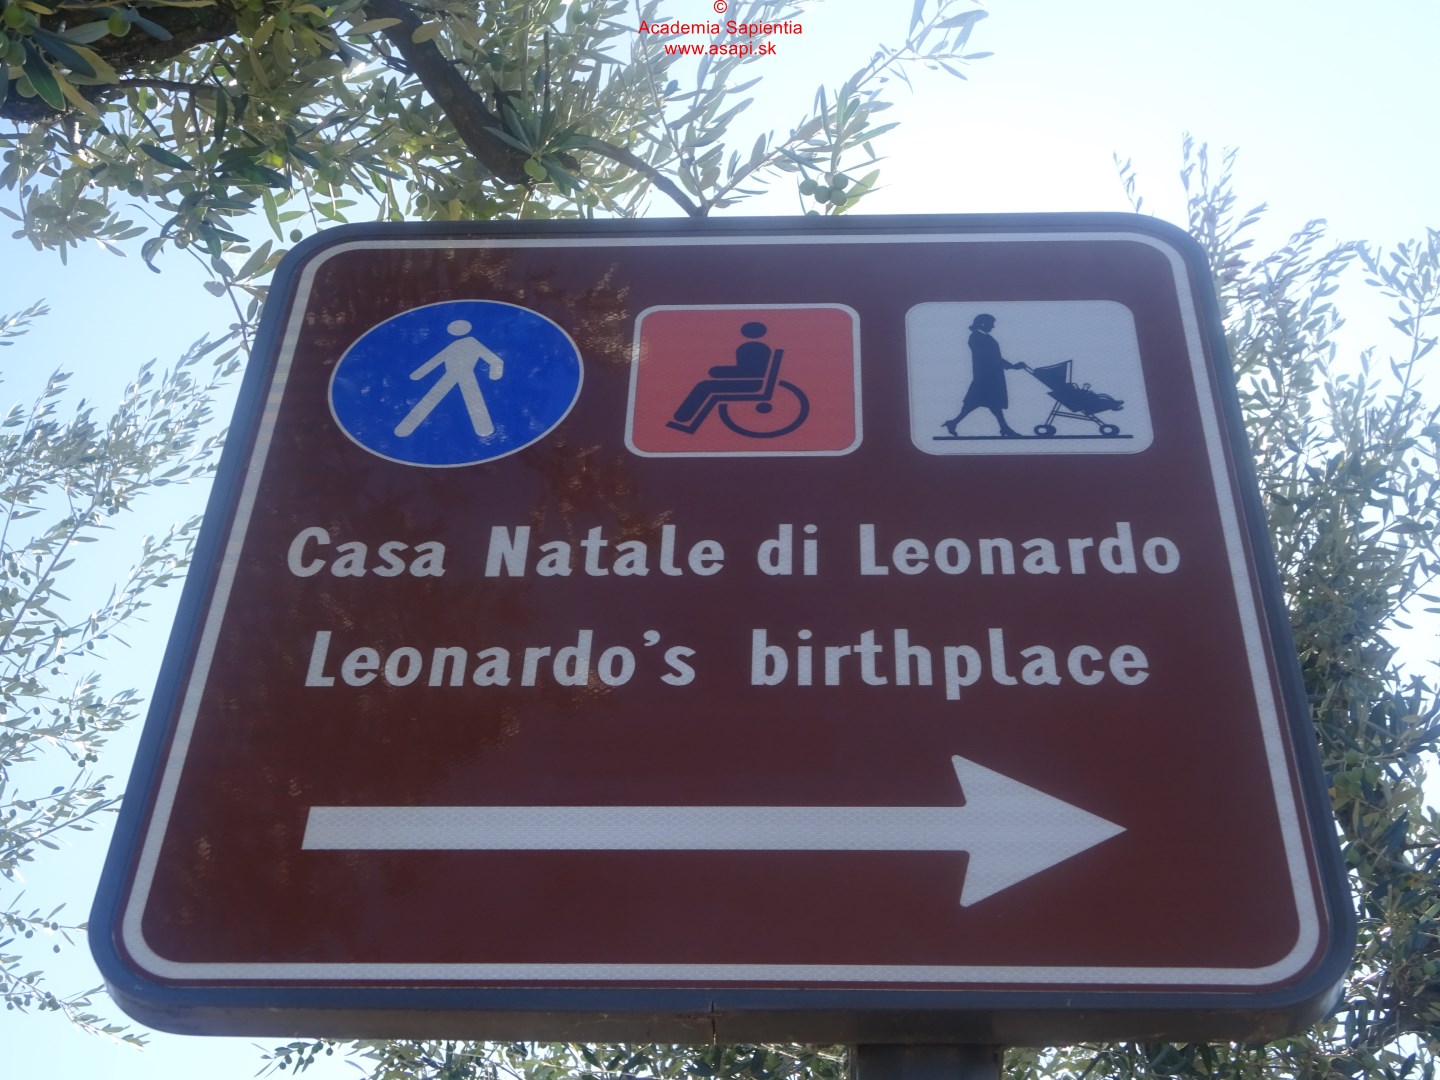 ©
Academia Sapientia
www.asapi.sk
Casa Natale di Leonardo
Leonardo's birthplace